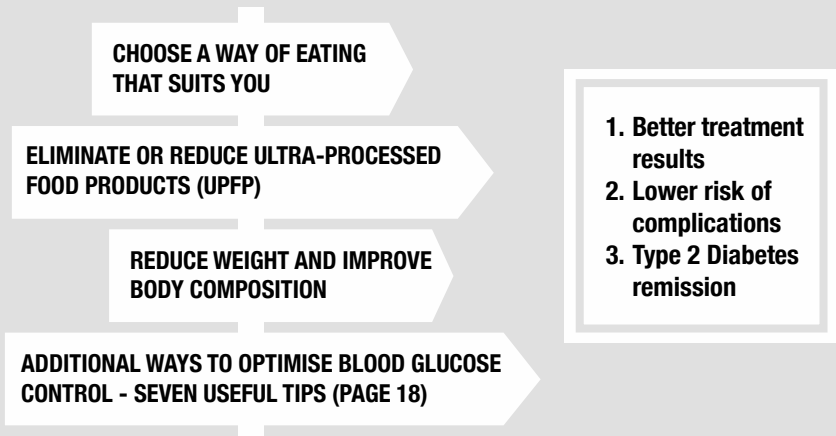 CHOOSE A WAY OF EATING
THAT SUITS YOU
ELIMINATE OR REDUCE ULTRA-PROCESSED
FOOD PRODUCTS (UPFP)
REDUCE WEIGHT AND IMPROVE
BODY COMPOSITION
ADDITIONAL WAYS TO OPTIMISE BLOOD GLUCOSE
CONTROL - SEVEN USEFUL TIPS (PAGE 18)
1. Better treatment
results
2. Lower risk of
complications
3. Type 2 Diabetes
remission